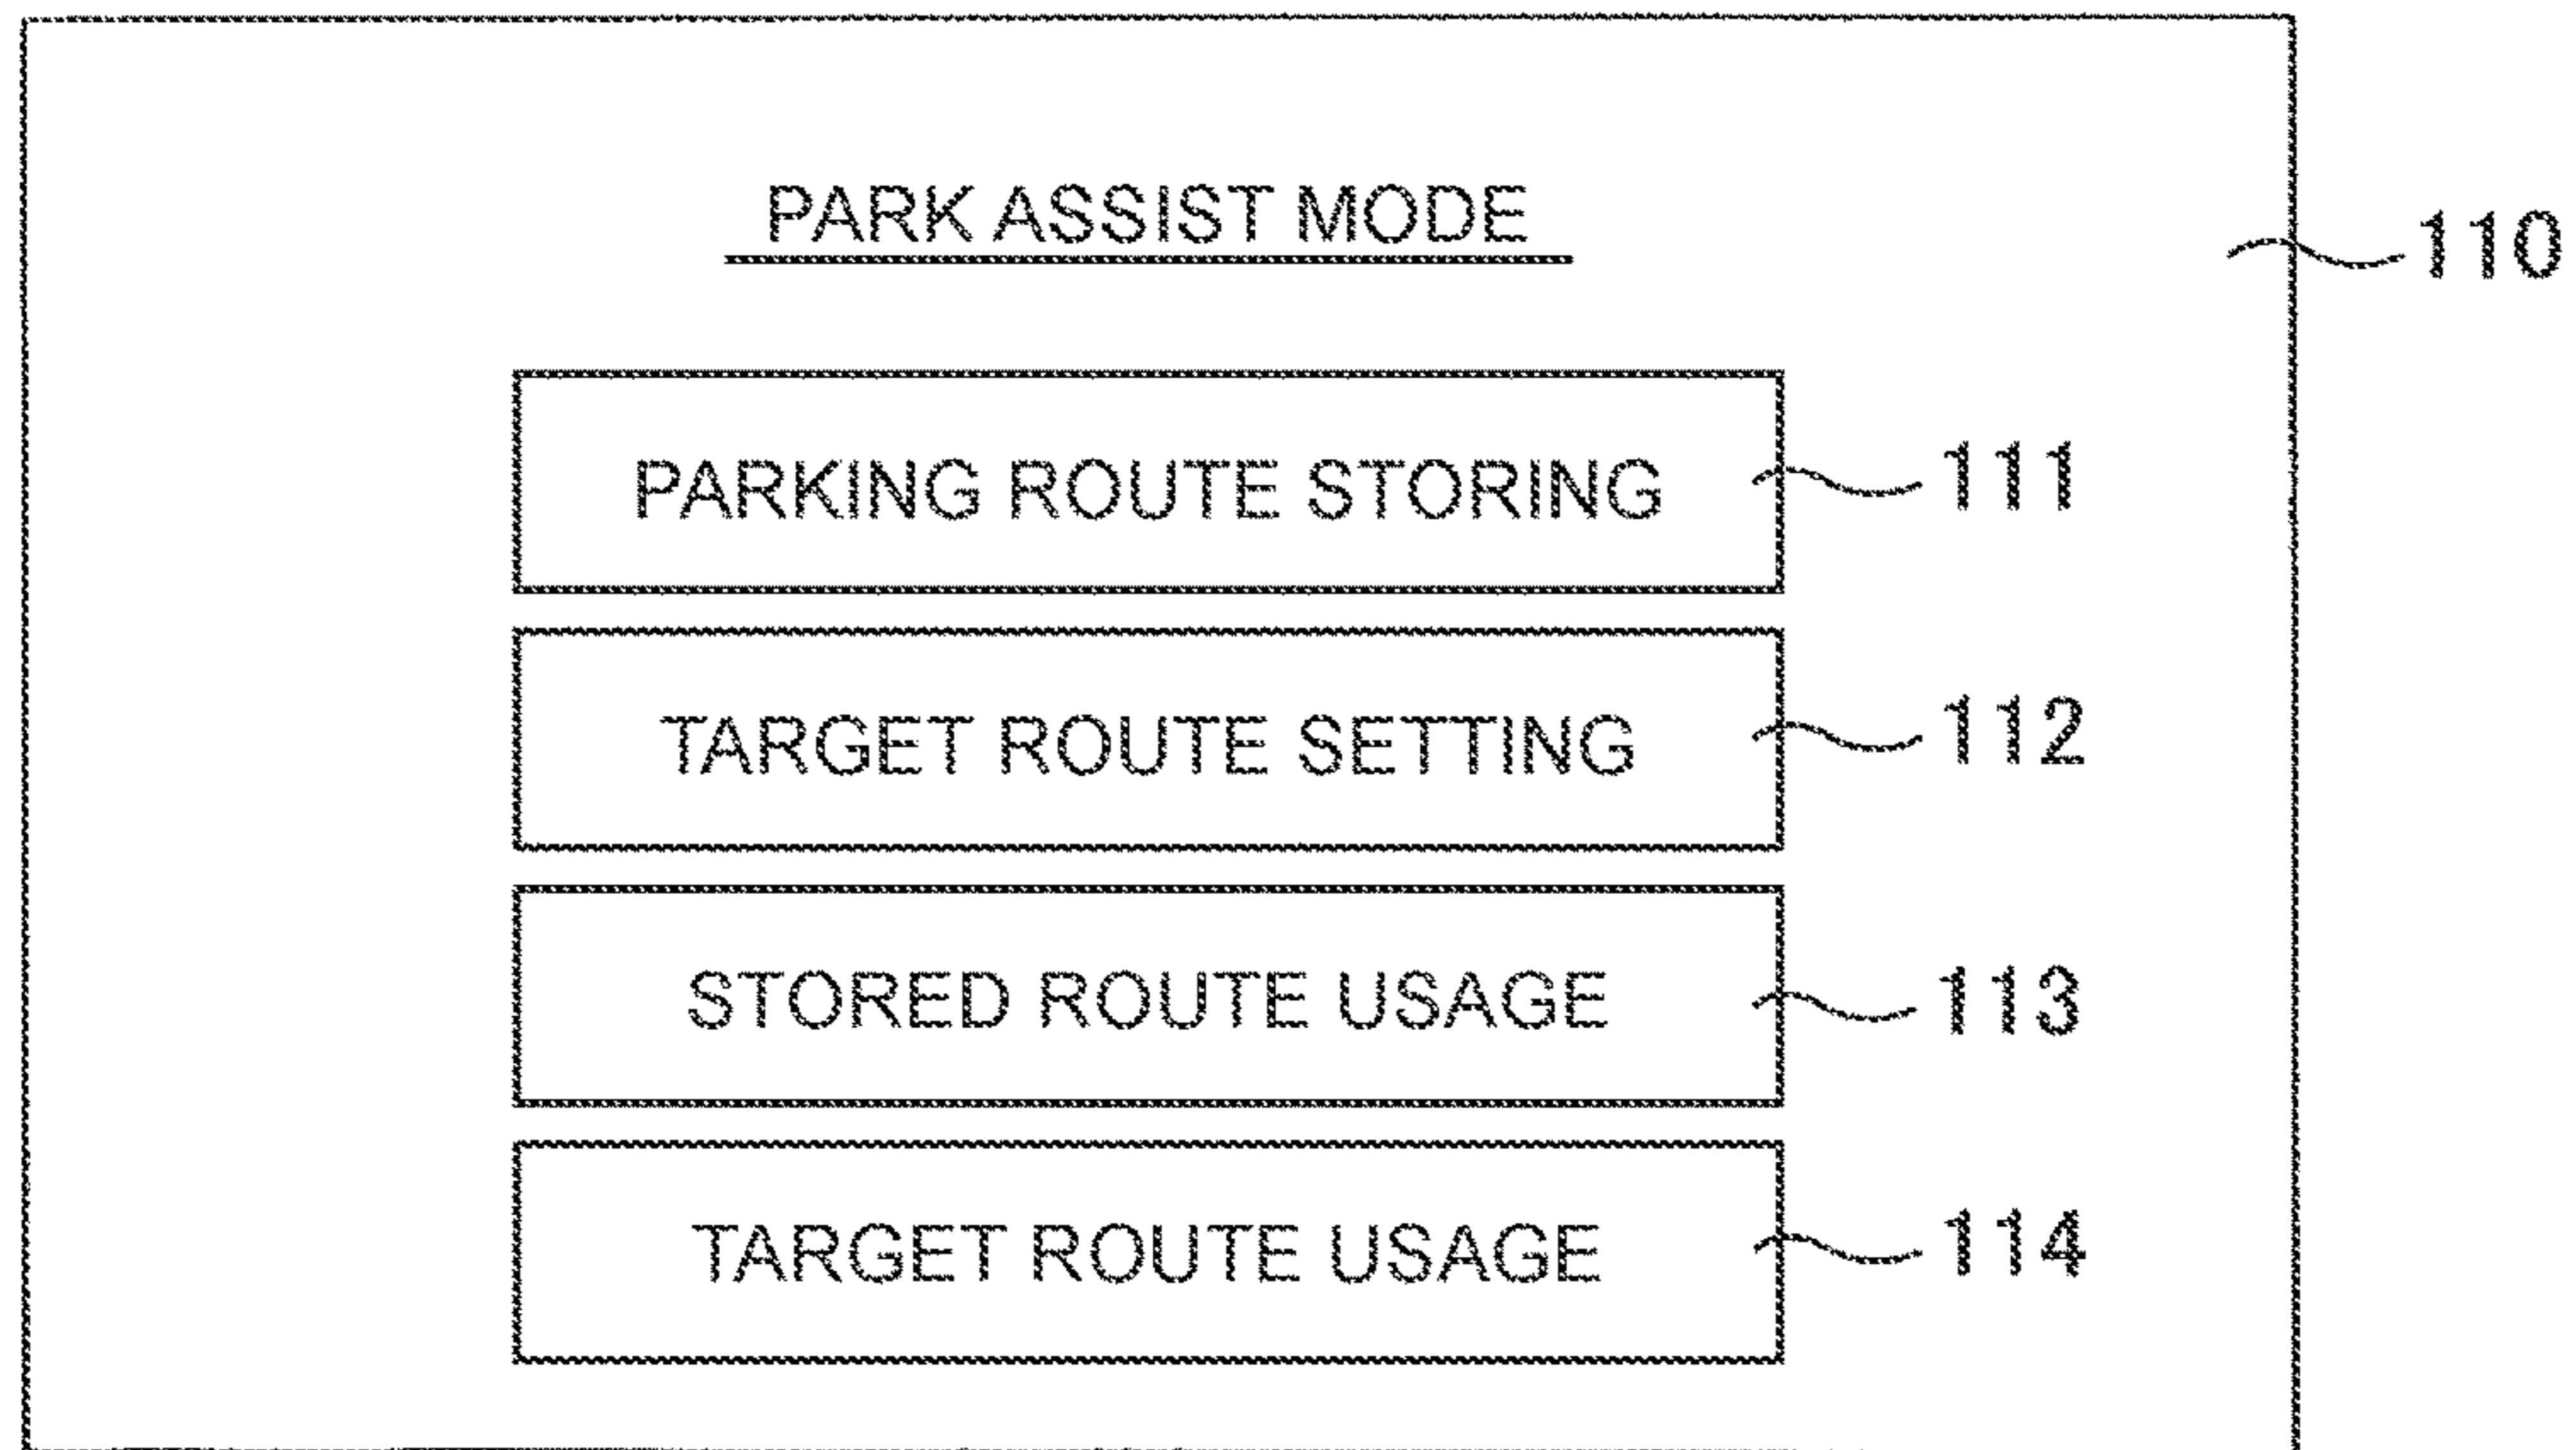 PARK ASSIST MODE
110
PARKING ROUTE STORING
111
TARGET ROUTE SETTING
112
STORED ROUTE USAGE
113
TARGET ROUTE USAGE
114